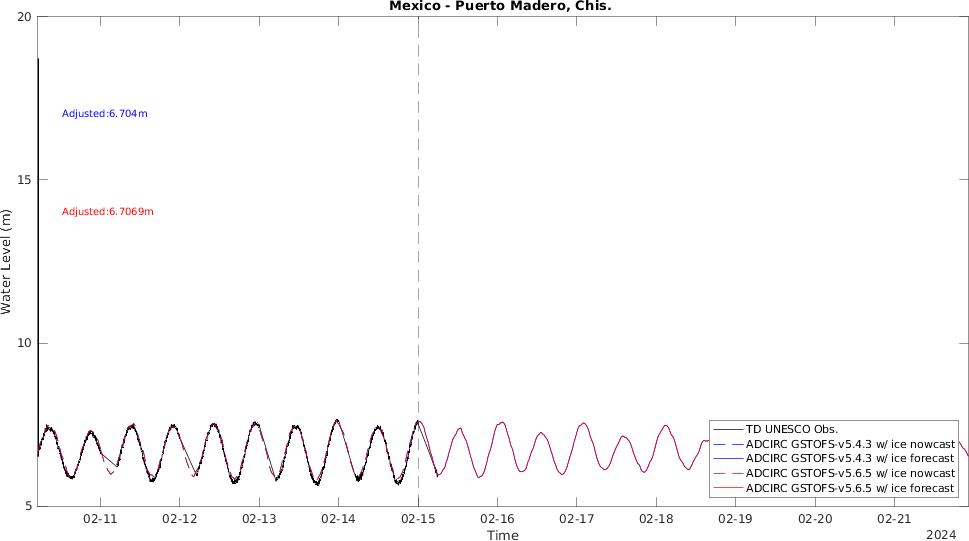 Mexico - Puerto Madero, Chis.
20
15
10
5
Water Level (m)
Adjusted:6.704m
Adjusted:6.7069m
TD UNESCO Obs.
ADCIRC GSTOFS-v5.4.3 w/ ice nowcast
ADCIRC GSTOFS-v5.4.3 w/ ice forecast
ADCIRC GSTOFS-v5.6.5 w/ ice nowcast
ADCIRC GSTOFS-v5.6.5 w/ ice forecast
02-11 02-12 02-13 02-14 02-15 02-16 02-17 02-18 02-19 02-20 02-21
Time
2024